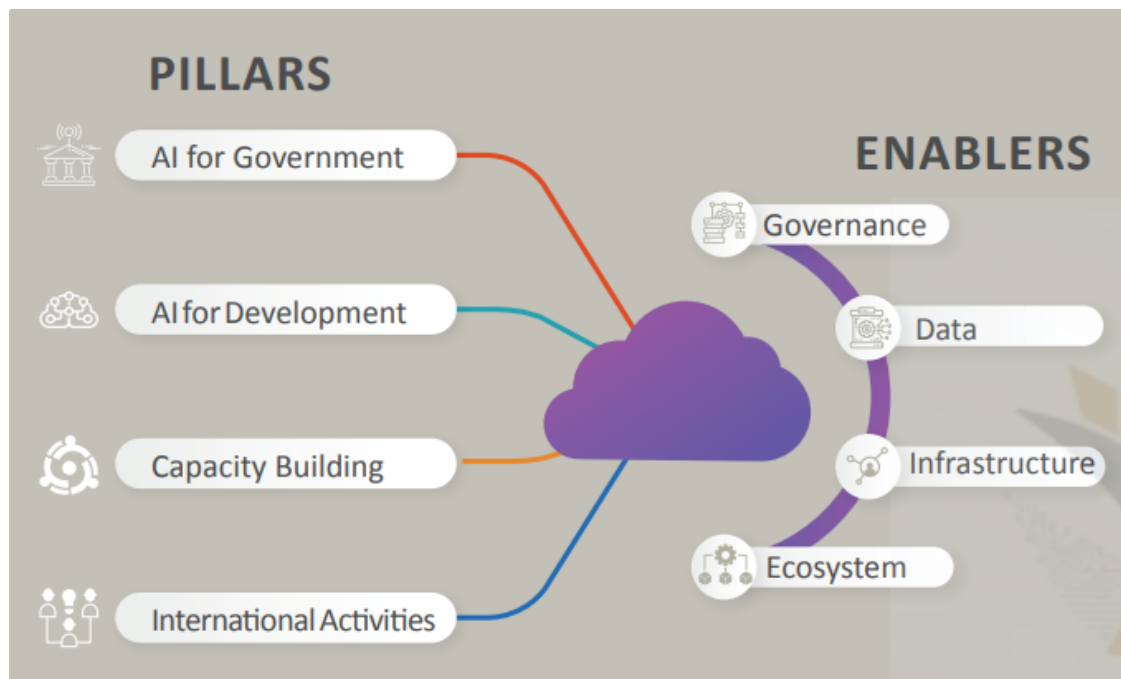 PILLARS
AI for Government
AI for Development
Capacity Building
International Activities
ENABLERS
Governance
Data
Infrastructure
Ecosystem